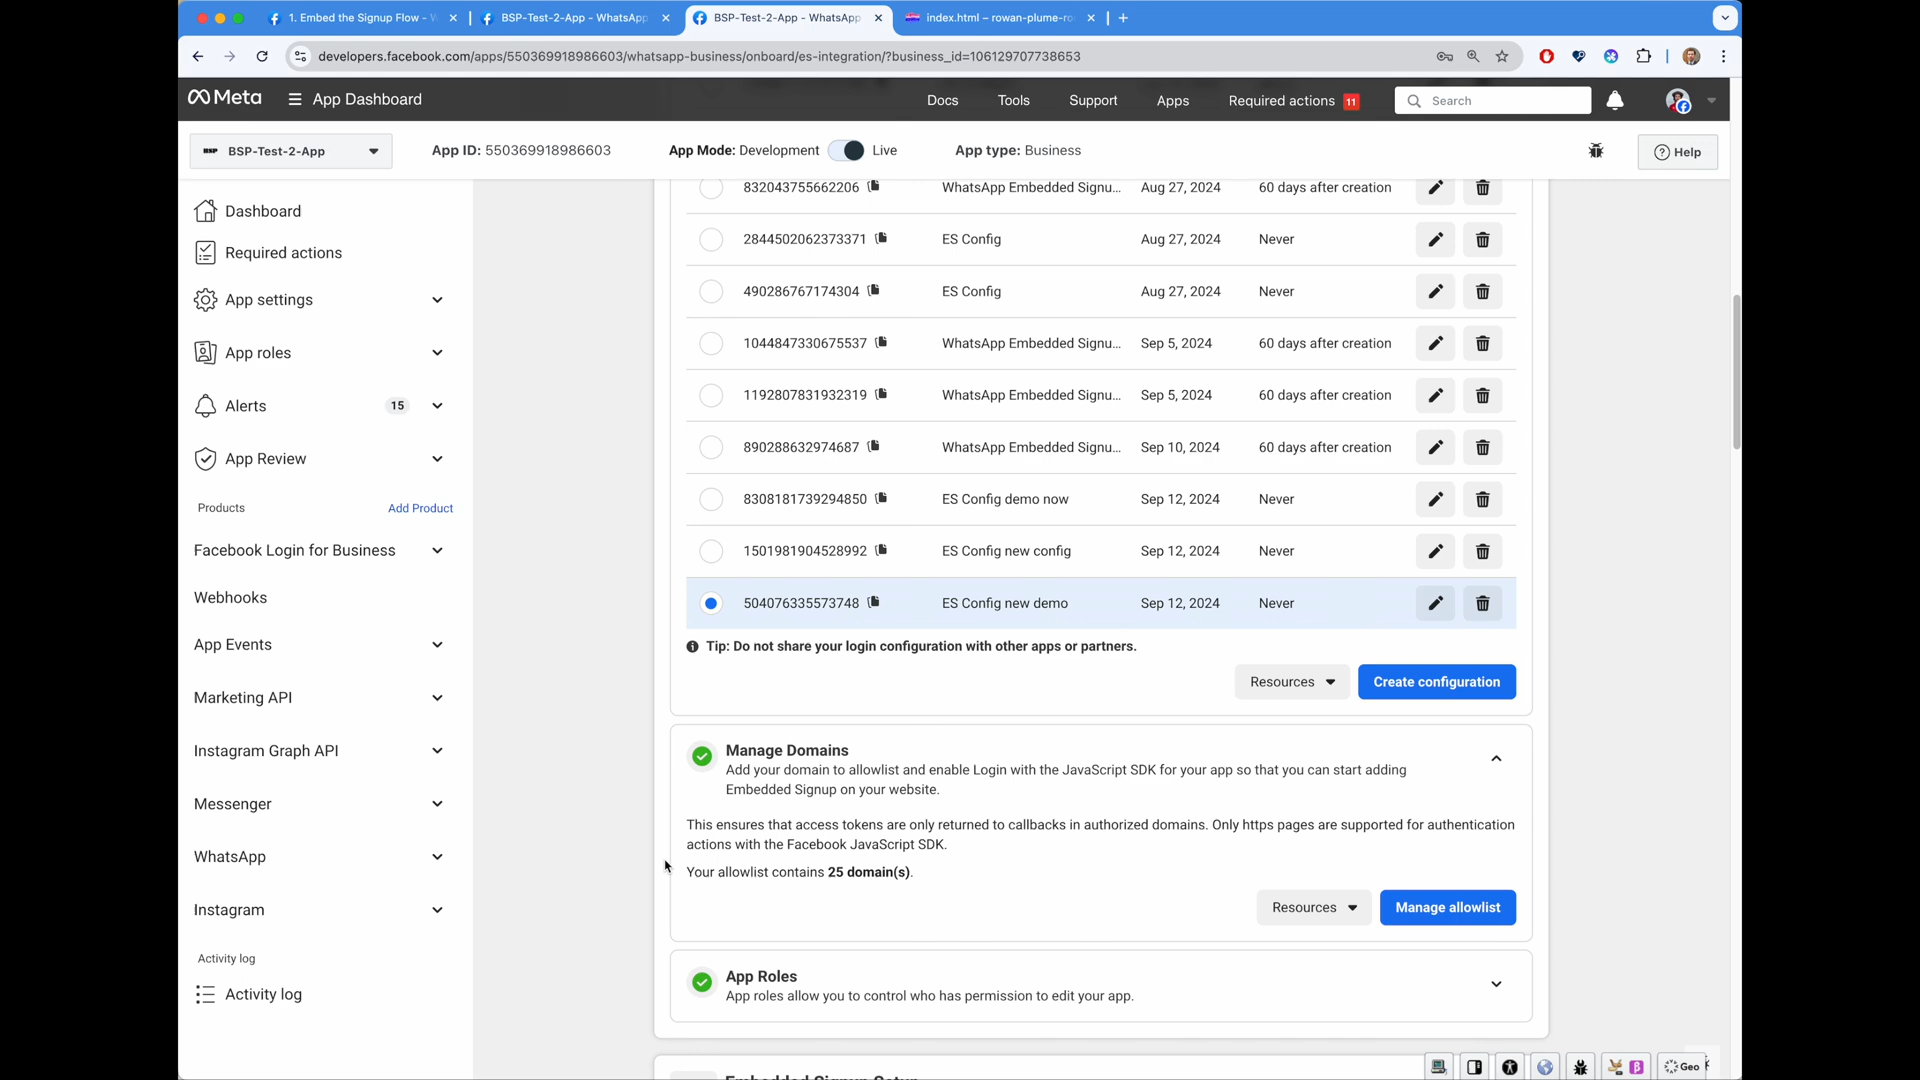 1. Embed the Signup Flow - W
BSP-Test-2-App - WhatsApp
BSP-Test-2-App - WhatsApp
index.html – rowan-plume-ro
developers.facebook.com/apps/550369918986603/whatsapp-business/onboard/es-integration/?business_id=106129707738653
Meta
App Dashboard
Docs
Tools
Support
Apps
Required actions
11
Search
BSP-Test-2-App
App ID: 550369918986603
App Mode: Development
Live
App type: Business
Help
Dashboard
Required actions
App settings
App roles
Alerts
15
App Review
Products
Add Product
Facebook Login for Business
Webhooks
App Events
Marketing API
Instagram Graph API
Messenger
WhatsApp
Instagram
Activity log
Activity log
832043755662206 WhatsApp Embedded Signu... Aug 27, 2024 60 days after creation
2844502062373371 ES Config Aug 27, 2024 Never
490286767174304 ES Config Aug 27, 2024 Never
1044847330675537 WhatsApp Embedded Signu... Sep 5, 2024 60 days after creation
1192807831932319 WhatsApp Embedded Signu... Sep 5, 2024 60 days after creation
890288632974687 WhatsApp Embedded Signu... Sep 10, 2024 60 days after creation
8308181739294850 ES Config demo now Sep 12, 2024 Never
1501981904528992 ES Config new config Sep 12, 2024 Never
504076335573748 ES Config new demo Sep 12, 2024 Never
Tip: Do not share your login configuration with other apps or partners.
Resources
Create configuration
Manage Domains
Add your domain to allowlist and enable Login with the JavaScript SDK for your app so that you can start adding
Embedded Signup on your website.
This ensures that access tokens are only returned to callbacks in authorized domains. Only https pages are supported for authentication
actions with the Facebook JavaScript SDK.
Your allowlist contains 25 domain(s).
Resources
Manage allowlist
App Roles
App roles allow you to control who has permission to edit your app.
Embedded Signup Setup
Geo